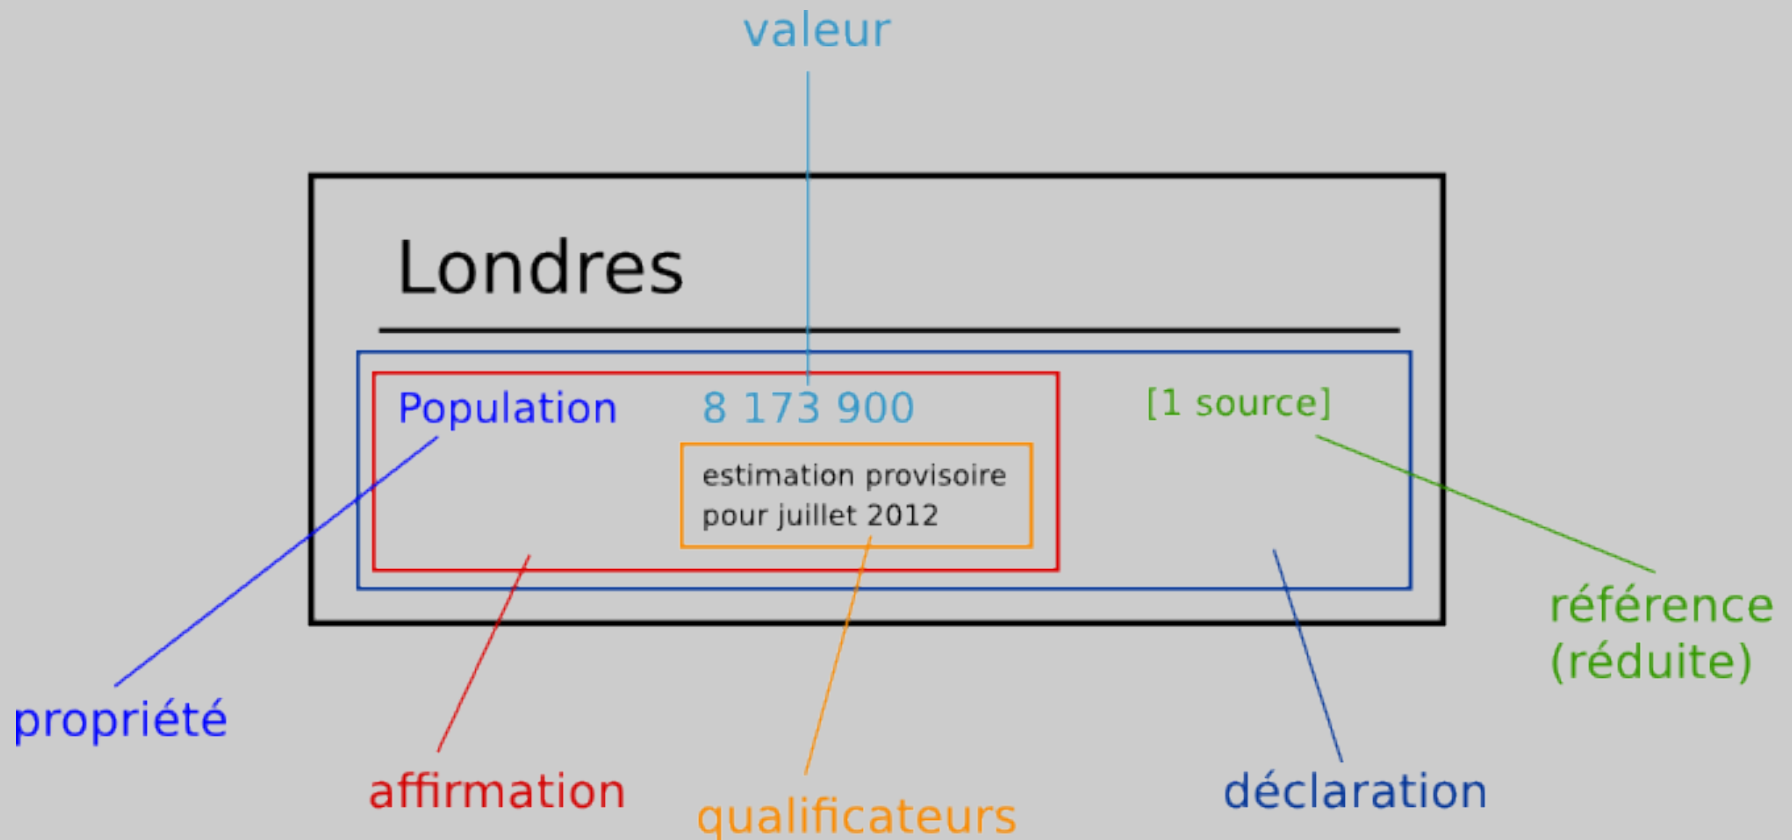 valeur
Londres
Population 8 173 900 [1 source]
estimation provisoire
pour juillet 2012
référence
(réduite)
propriété
affirmation
qualificateurs
déclaration